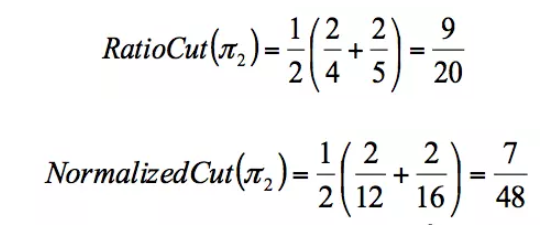 RatioCut(π₂) = 1/2 (2/4 + 2/5) = 9/20
NormalizedCut(π₂) = 1/2 (2/12 + 2/16) = 7/48